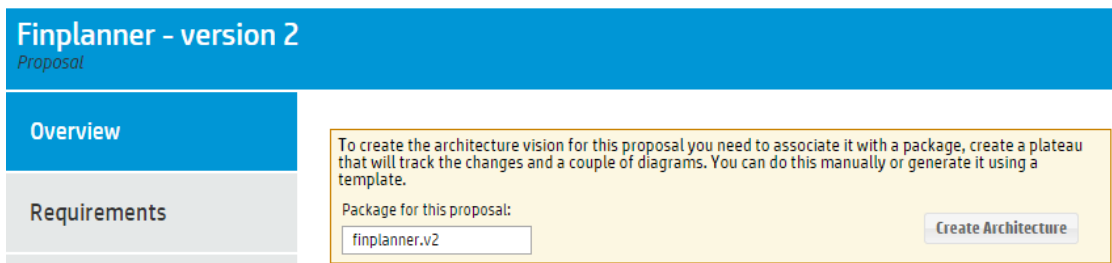 Finplanner - version 2
Proposal
Overview
To create the architecture vision for this proposal you need to associate it with a package, create a plateau
that will track the changes and a couple of diagrams. You can do this manually or generate it using a
template.
Requirements
Package for this proposal:
finplanner.v2
Create Architecture